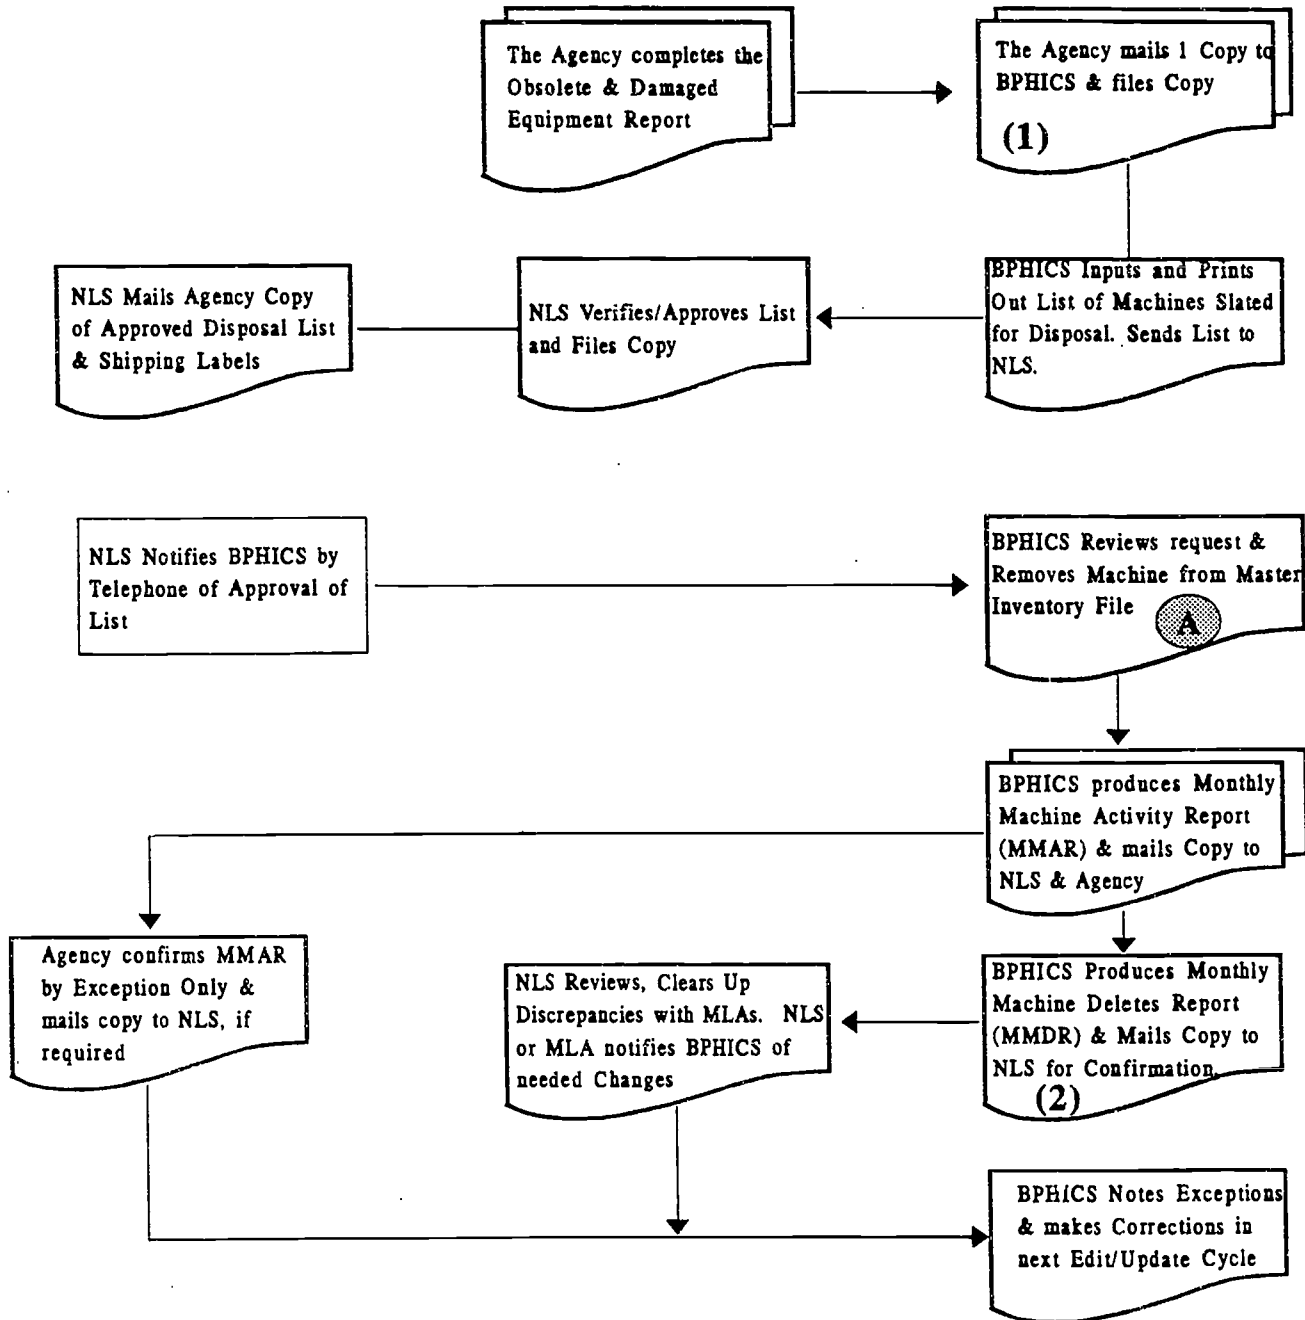 The Agency completes the
Obsolete & Damaged
Equipment Report
The Agency mails 1 Copy to
BPHICS & files Copy
(1)
NLS Mails Agency Copy
of Approved Disposal List
& Shipping Labels
NLS Verifies/Approves List
and Files Copy
BPHICS Inputs and Prints
Out List of Machines Slated
for Disposal. Sends List to
NLS.
NLS Notifies BPHICS by
Telephone of Approval of
List
BPHICS Reviews request &
Removes Machine from Master
Inventory File
A
BPHICS produces Monthly
Machine Activity Report
(MMAR) & mails Copy to
NLS & Agency
Agency confirms MMAR
by Exception Only &
mails copy to NLS, if
required
NLS Reviews, Clears Up
Discrepancies with MLAs. NLS
or MLA notifies BPHICS of
needed Changes
BPHICS Produces Monthly
Machine Deletes Report
(MMDR) & Mails Copy to
NLS for Confirmation.
(2)
BPHICS Notes Exceptions
& makes Corrections in
next Edit/Update Cycle